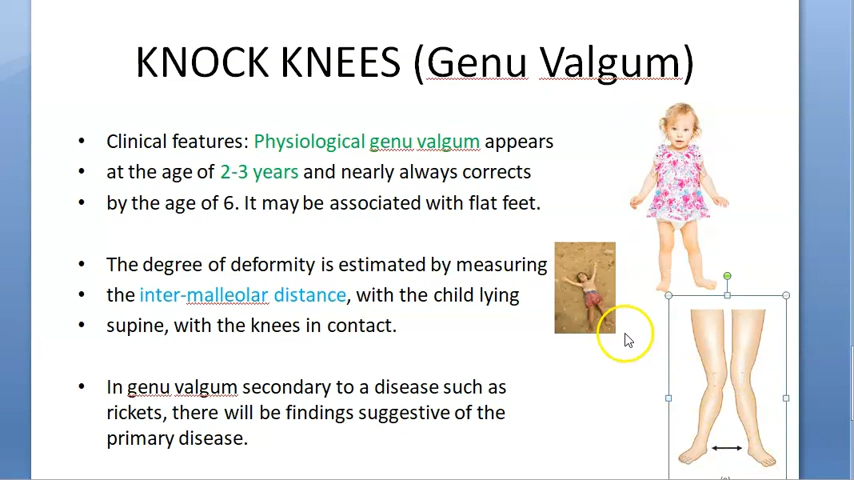 KNOCK KNEES (Genu Valgum)
• Clinical features: Physiological genu valgum appears
• at the age of 2-3 years and nearly always corrects
• by the age of 6. It may be associated with flat feet.
• The degree of deformity is estimated by measuring
• the inter-malleolar distance, with the child lying
• supine, with the knees in contact.
• In genu valgum secondary to a disease such as
rickets, there will be findings suggestive of the
primary disease.